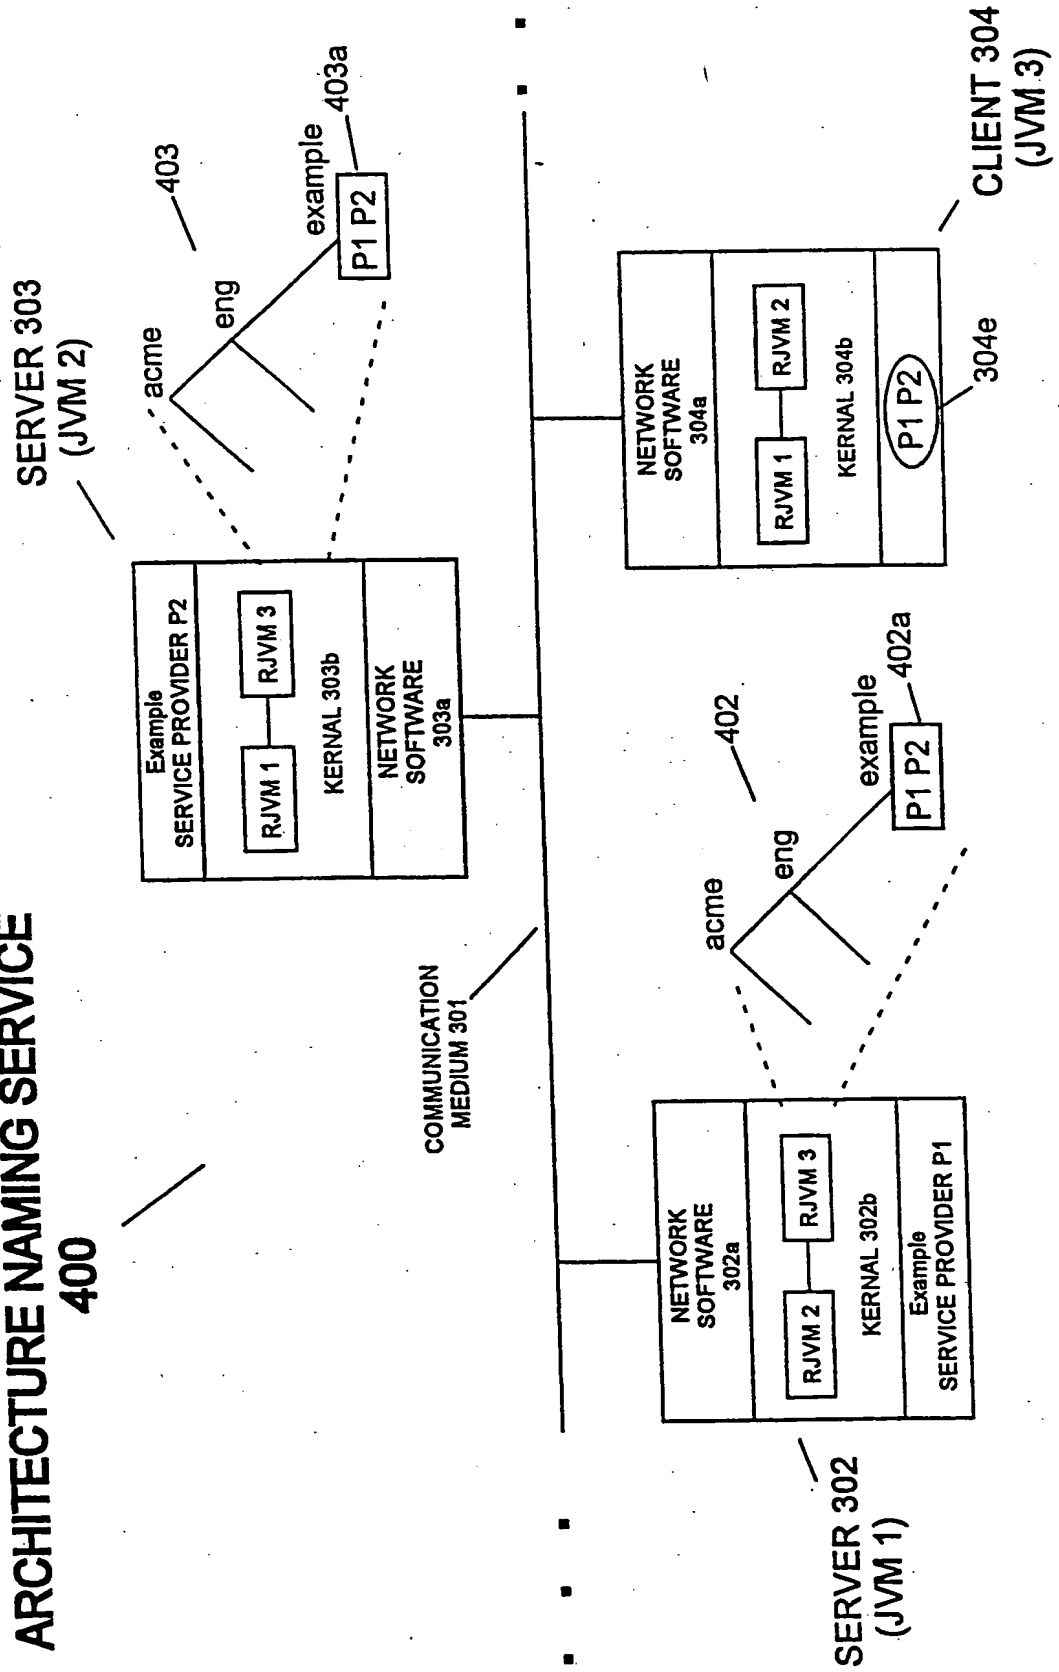 ARCHITECTURE NAMING SERVICE
400
SERVER 303
(JVM 2)
Example
SERVICE PROVIDER P2
RJVM 1
RJVM 3
KERNAL 303b
NETWORK
SOFTWARE
303a
acme
eng
example
P1 P2
403
403a
COMMUNICATION
MEDIUM 301
SERVER 302
(JVM 1)
NETWORK
SOFTWARE
302a
RJVM 2
RJVM 3
KERNAL 302b
Example
SERVICE PROVIDER P1
acme
eng
example
P1 P2
402
402a
NETWORK
SOFTWARE
304a
RJVM 1
RJVM 2
KERNAL 304b
P1 P2
304e
CLIENT 304
(JVM 3)